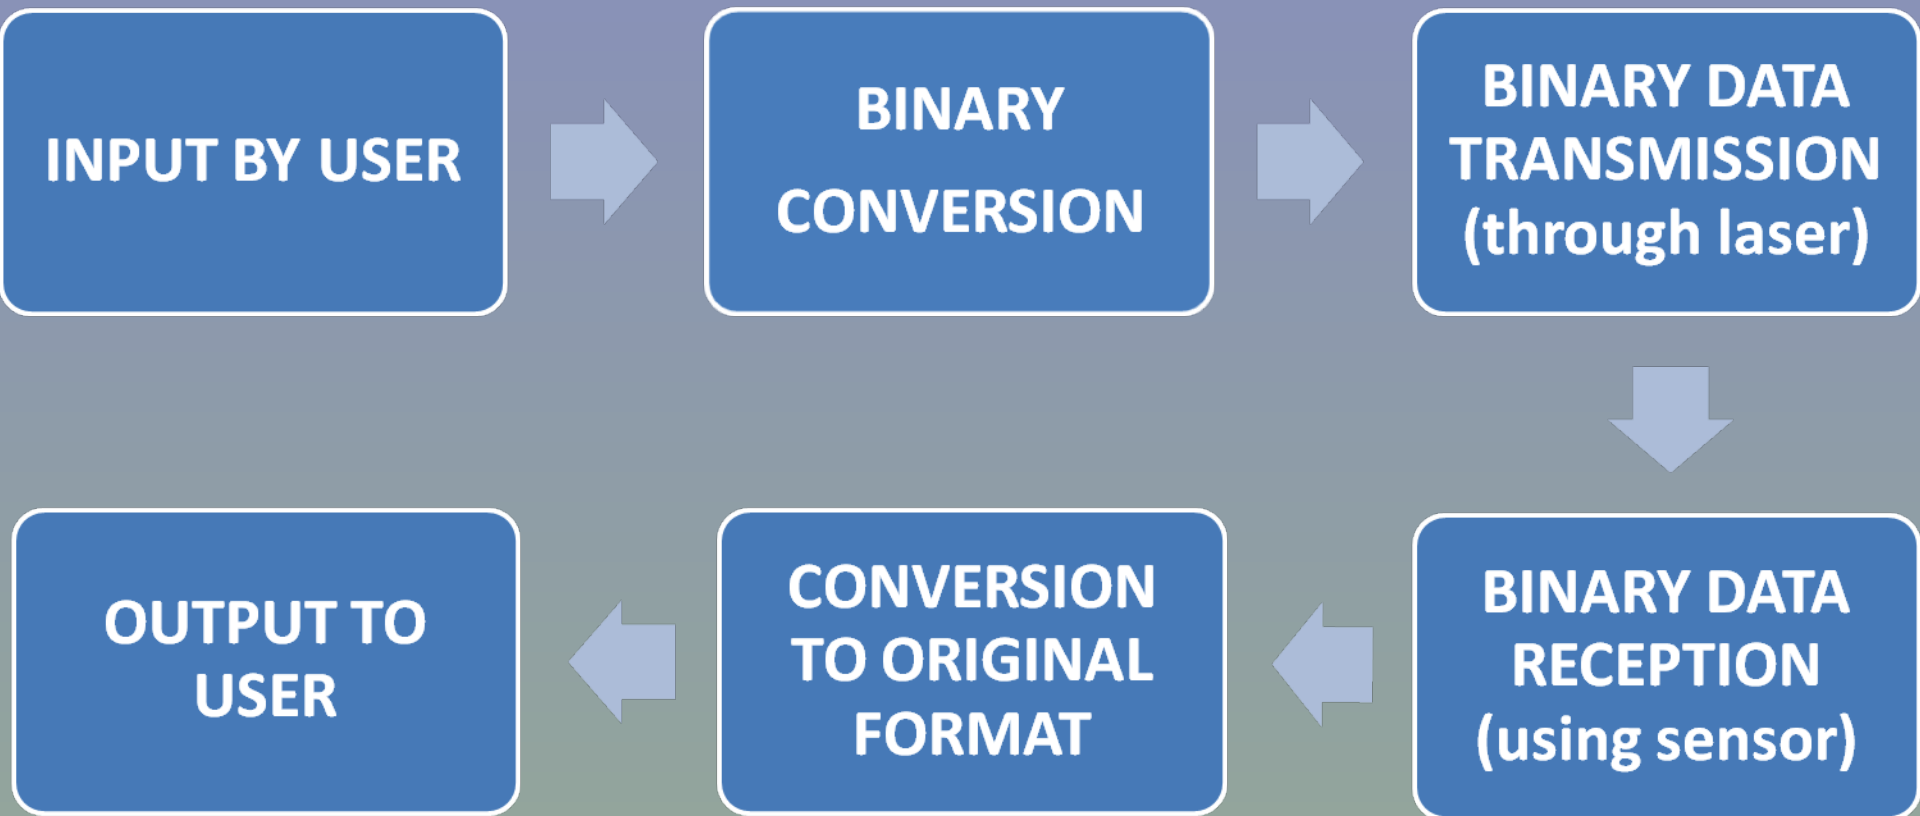 INPUT BY USER
BINARY
CONVERSION
BINARY DATA
TRANSMISSION
(through laser)
BINARY DATA
RECEPTION
(using sensor)
CONVERSION
TO ORIGINAL
FORMAT
OUTPUT TO
USER